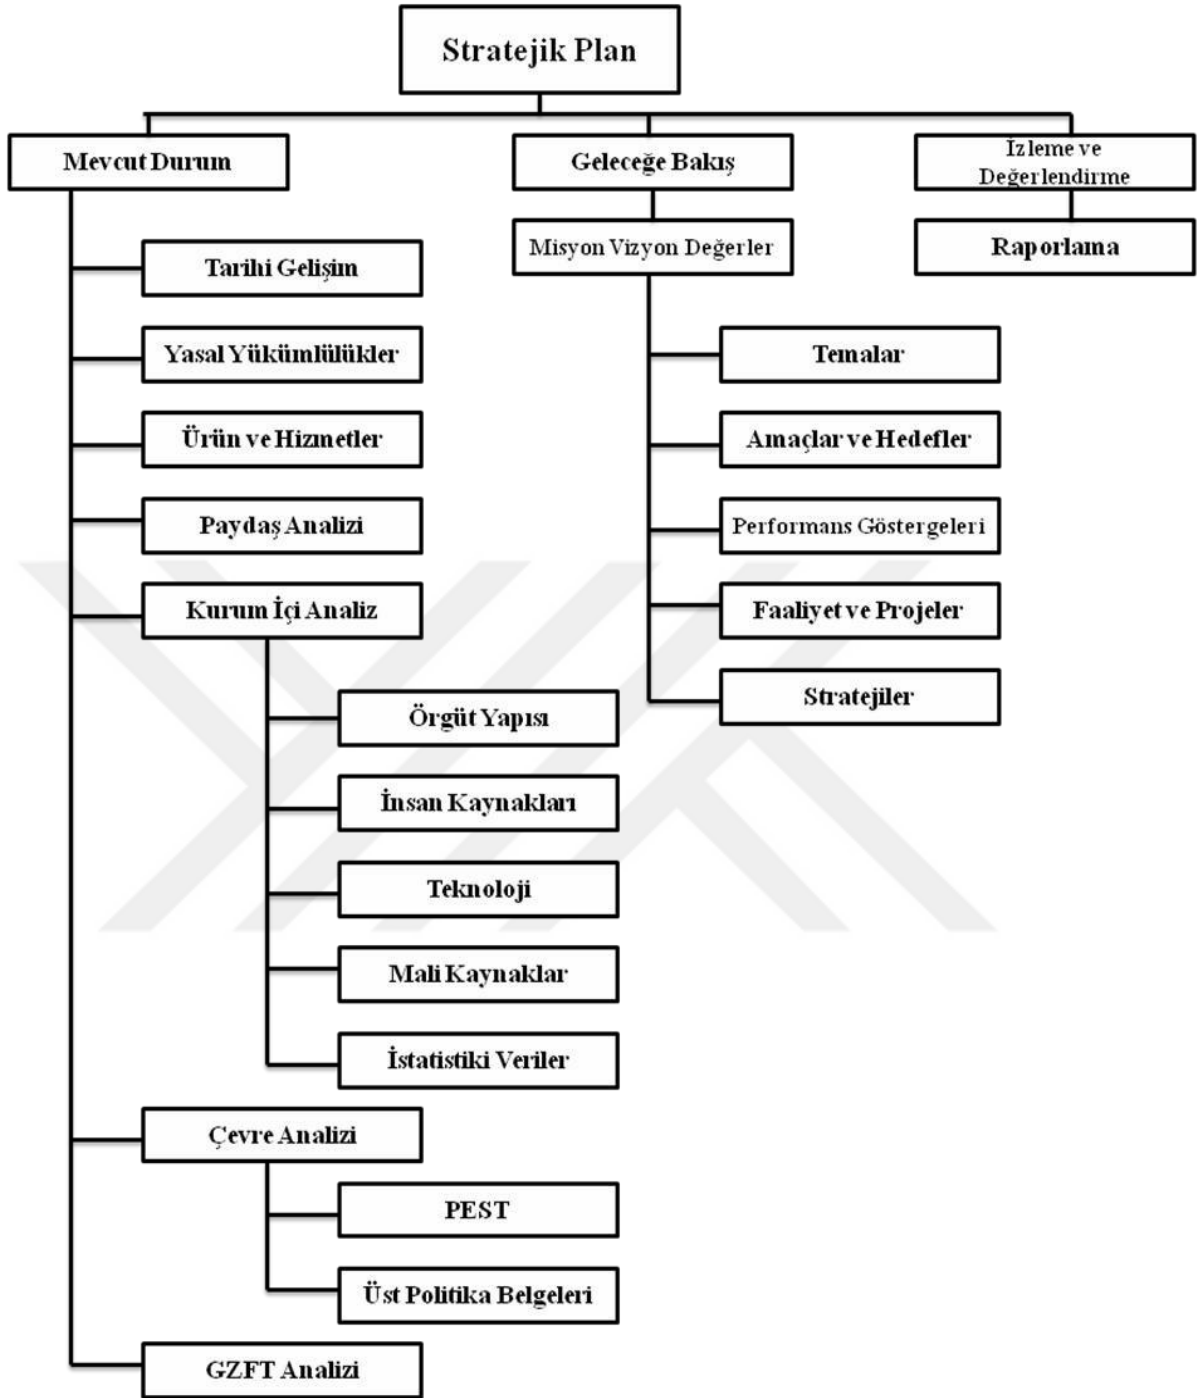 Stratejik Plan
Mevcut Durum
Tarihi Gelişim
Yasal Yükümlülükler
Ürün ve Hizmetler
Paydaş Analizi
Kurum İçi Analiz
Örgüt Yapısı
İnsan Kaynakları
Teknoloji
Mali Kaynaklar
İstatistiki Veriler
Çevre Analizi
PEST
Üst Politika Belgeleri
GZFT Analizi
Geleceğe Bakış
Misyon Vizyon Değerler
Temalar
Amaçlar ve Hedefler
Performans Göstergeleri
Faaliyet ve Projeler
Stratejiler
İzleme ve
Değerlendirme
Raporlama